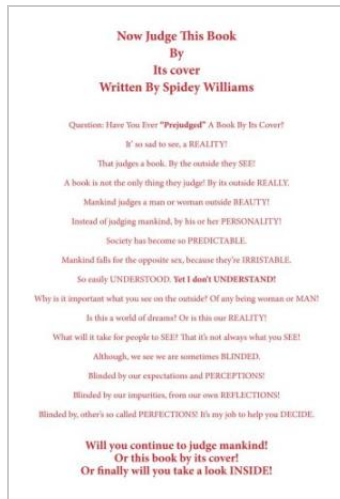 Now Judge This Book
By
Its cover
Written By Spidey Williams
Question: Have You Ever "Prejudged" A Book By Its Cover?
It' so sad to see, a REALITY!
That judges a book. By the outside they SEE!
A book is not the only thing they judge! By its outside REALLY.
Mankind judges a man or woman outside BEAUTY!
Instead of judging mankind, by his or her PERSONALITY!
Society has become so PREDICTABLE.
Mankind falls for the opposite sex, because they're IRRISTABLE.
So easily UNDERSTOOD. Yet I don't UNDERSTAND!
Why is it important what you see on the outside? Of any being woman or MAN!
Is this a world of dreams? Or is this our REALITY!
What will it take for people to SEE? That it's not always what you SEE!
Although, we see we are sometimes BLINDED.
Blinded by our expectations and PERCEPTIONS!
Blinded by our impurities, from our own REFLECTIONS!
Blinded by, other's so called PERFECTIONS! It's my job to help you DECIDE.
Will you continue to judge mankind!
Or this book by its cover!
Or finally will you take a look INSIDE!